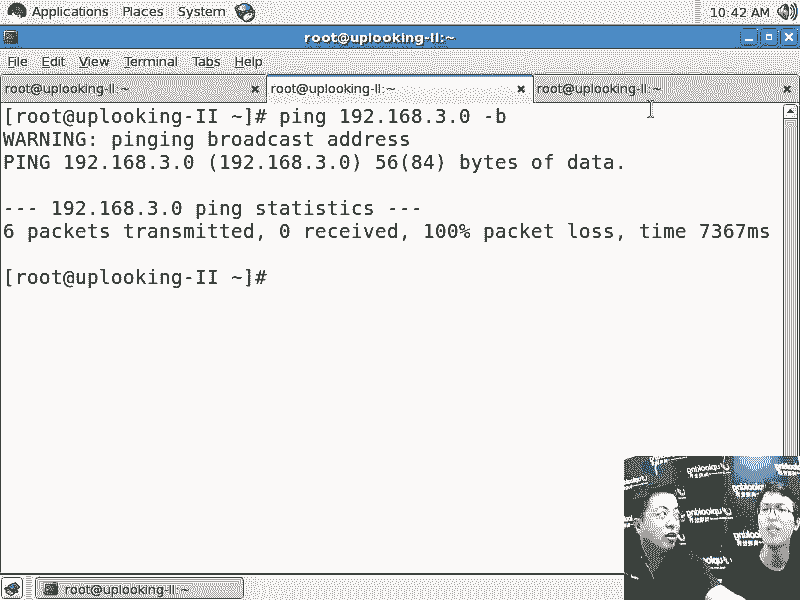 Applications Places System 10:42 AM
root@uplooking-II:~
File Edit View Terminal Tabs Help
root@uplooking-II:~ root@uplooking-II:~ root@uplooking-II:~
[root@uplooking-II ~]# ping 192.168.3.0 -b
WARNING: pinging broadcast address
PING 192.168.3.0 (192.168.3.0) 56(84) bytes of data.
--- 192.168.3.0 ping statistics ---
6 packets transmitted, 0 received, 100% packet loss, time 7367ms
[root@uplooking-II ~]#
root@uplooking-II:~